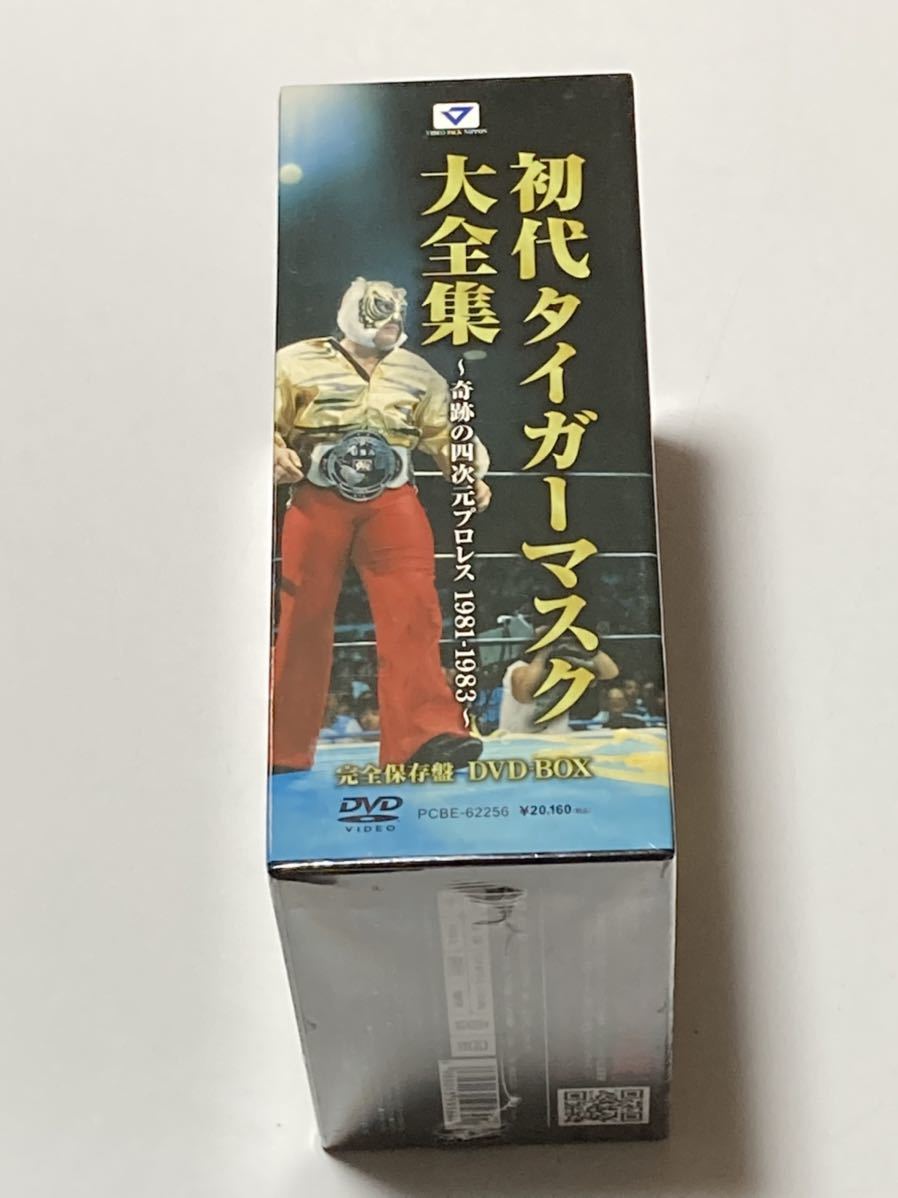 VIDEO PACK NIPPON
初代タイガーマスク
大全集
～奇跡の四次元プロレス 1981-1983～
完全保存盤 DVD-BOX
DVD
VIDEO
PCBE-62256 ¥20.160(税込)